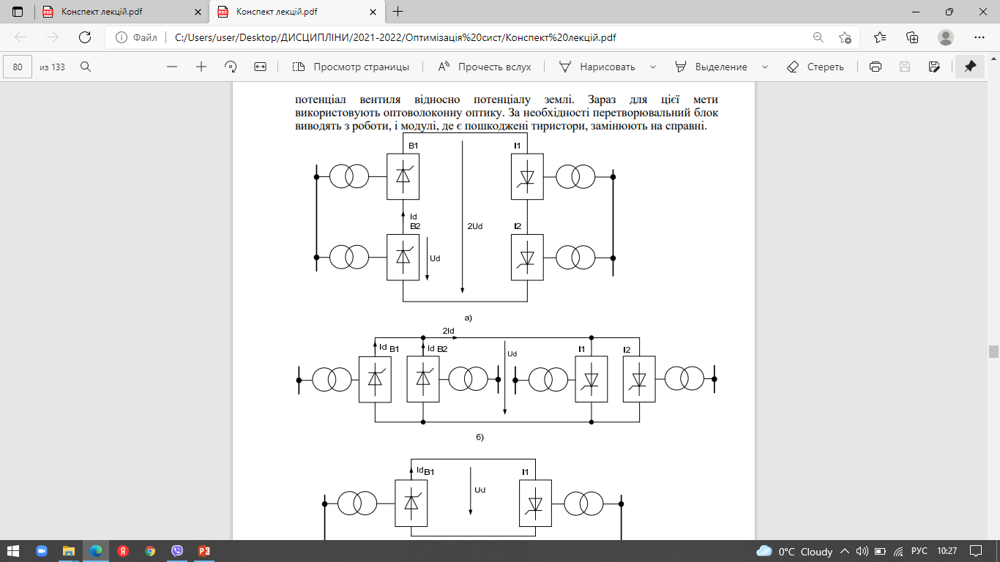 Конспект лекцій.pdf
Конспект лекцій.pdf
Файл
C:/Users/user/Desktop/ДИСЦИПЛІНИ/2021-2022/Оптимізація%20сист/Конспект%20лекцій.pdf
80 из 133
Просмотр страницы
Прочесть вслух
Нарисовать
Выделение
Стереть
потенціал вентиля відносно потенціалу землі. Зараз для цієї мети
використовують оптоволоконну оптику. За необхідності перетворювальний блок
виводять з роботи, і модулі, де є пошкоджені тиристори, замінюють на справні.
В1 І1
Id
В2 2Ud І2
Ud
а)
2Id
Id В1 Id В2 Ud І1 І2
б)
Id В1 І1
Ud
0°C Cloudy РУС 10:27